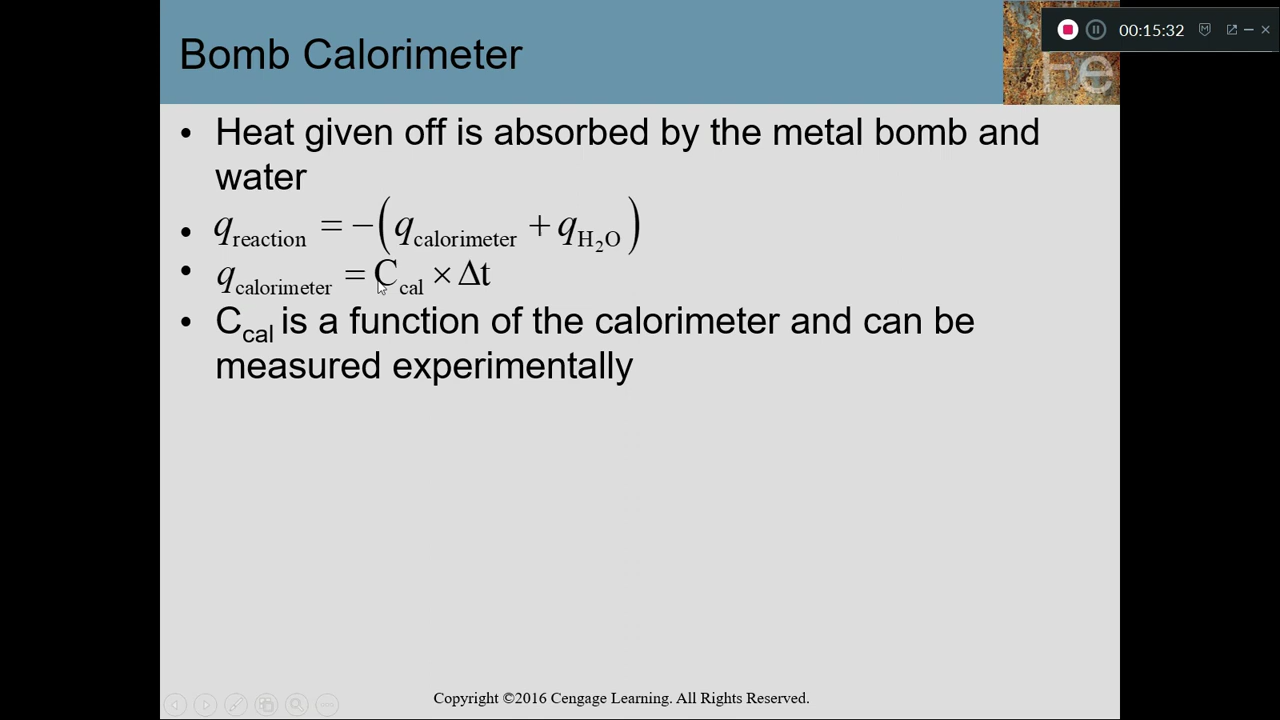 Bomb Calorimeter
Fe
00:15:32
• Heat given off is absorbed by the metal bomb and
water
• q_reaction = −(q_calorimeter + q_H₂O)
• q_calorimeter = C_cal × Δt
• C_cal is a function of the calorimeter and can be
measured experimentally
Copyright ©2016 Cengage Learning. All Rights Reserved.